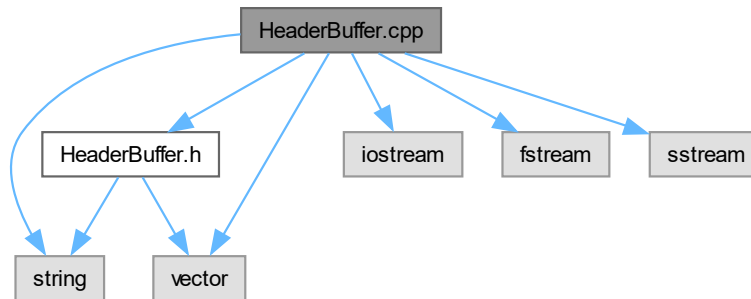 HeaderBuffer.cpp
HeaderBuffer.h
iostream
fstream
sstream
string
vector